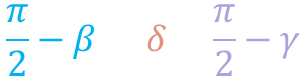 π/2 − β δ π/2 − γ